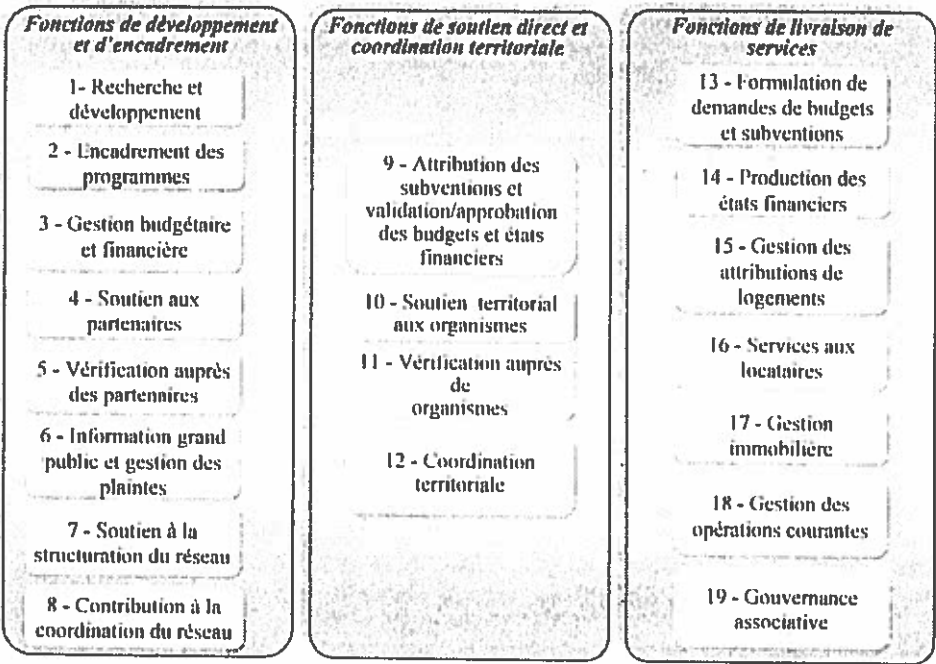 Fonctions de développement
et d'encadrement
1- Recherche et
développement
2 - Encadrement des
programmes
3 - Gestion budgétaire
et financière
4 - Soutien aux
partenaires
5 - Vérification auprès
des partenaires
6 - Information grand
public et gestion des
plaintes
7 - Soutien à la
structuration du réseau
8 - Contribution à la
coordination du réseau
Fonctions de soutien direct et
coordination territoriale
9 - Attribution des
subventions et
validation/approbation
des budgets et états
financiers
10 - Soutien territorial
aux organismes
11 - Vérification auprès
de
organismes
12 - Coordination
territoriale
Fonctions de livraison de
services
13 - Formulation de
demandes de budgets
et subventions
14 - Production des
états financiers
15 - Gestion des
attributions de
logements
16 - Services aux
locataires
17 - Gestion
immobilière
18 - Gestion des
opérations courantes
19 - Gouvernance
associative